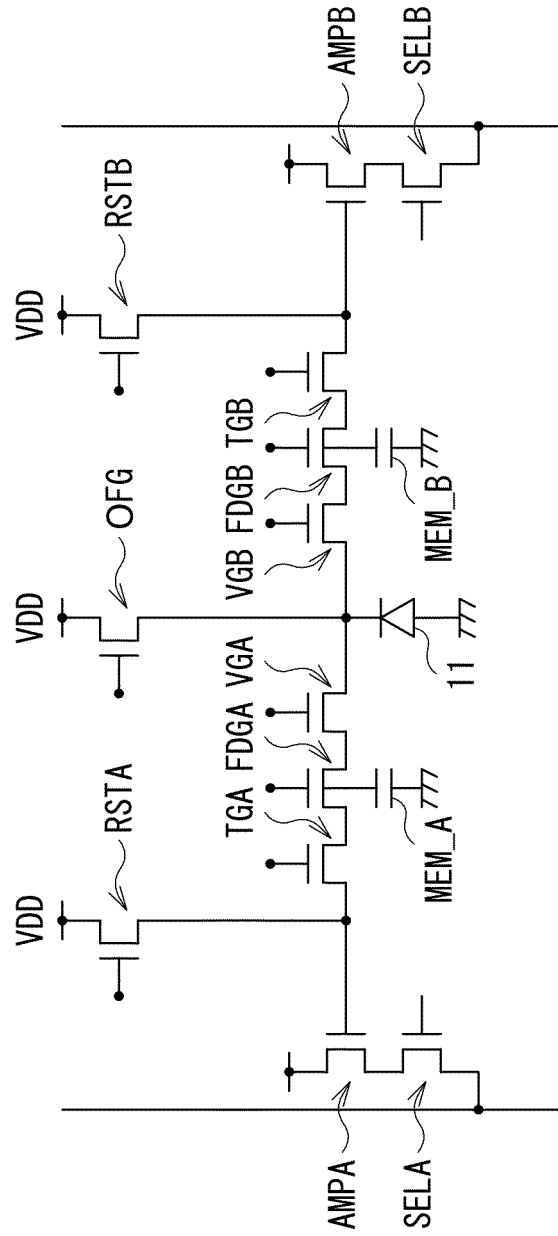 VDD
VDD
VDD
RSTA
OFG
RSTB
TGA FDGA VGA
VGB FDGB TGB
AMPA
AMPB
SELA
SELB
MEM_A
MEM_B
11